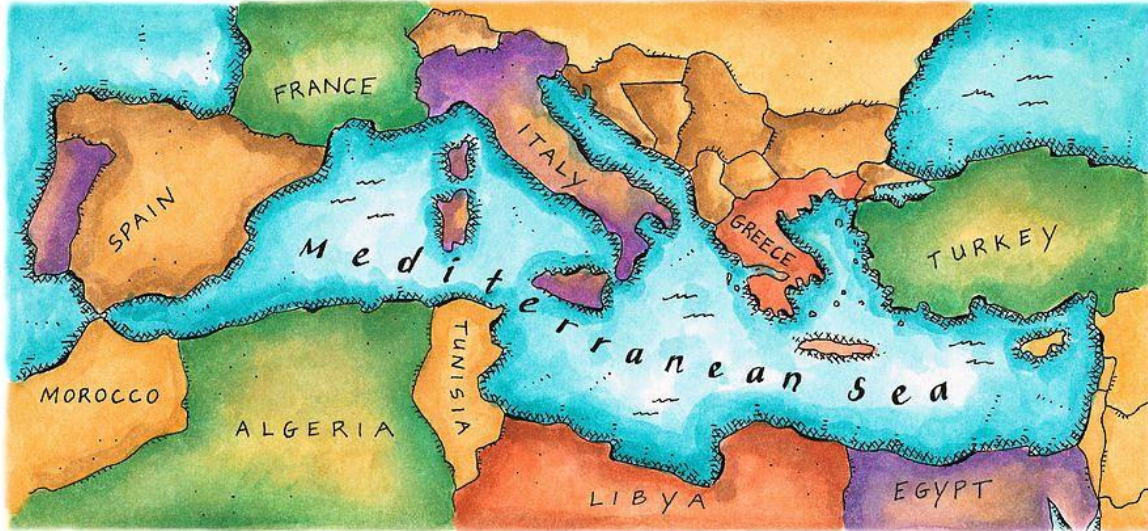 FRANCE
ITALY
SPAIN
GREECE
TURKEY
Mediterranean Sea
TUNISIA
MOROCCO
ALGERIA
LIBYA
EGYPT